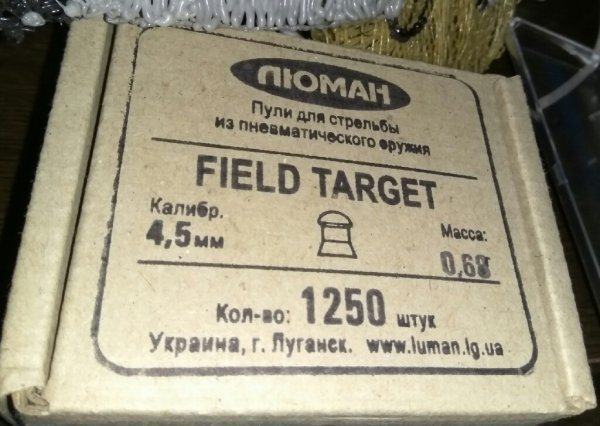 ЛЮМАН
Пули для стрельбы
из пневматического оружия
FIELD TARGET
Калибр.
4,5мм
Масса:
0,68
Кол-во: 1250 штук
Украина, г. Луганск. www.luman.lg.ua